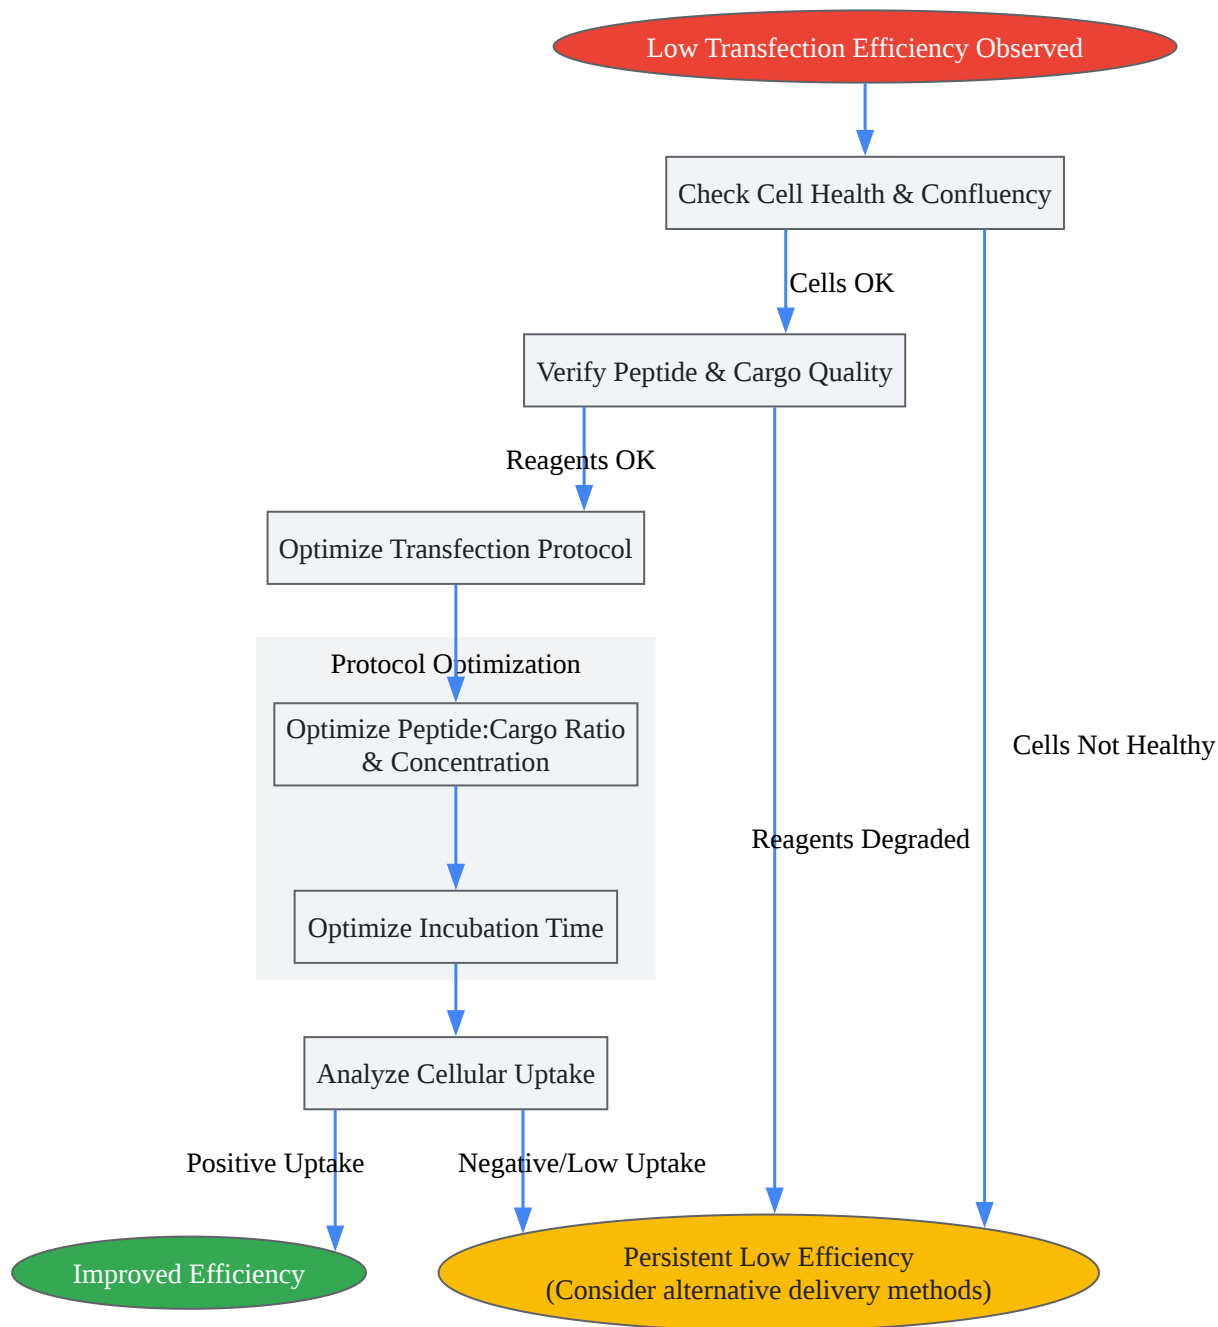 Low Transfection Efficiency Observed
Check Cell Health & Confluency
Cells OK
Verify Peptide & Cargo Quality
Reagents OK
Optimize Transfection Protocol
Protocol Optimization
Optimize Peptide:Cargo Ratio
& Concentration
Cells Not Healthy
Reagents Degraded
Optimize Incubation Time
Analyze Cellular Uptake
Positive Uptake
Negative/Low Uptake
Improved Efficiency
Persistent Low Efficiency
(Consider alternative delivery methods)